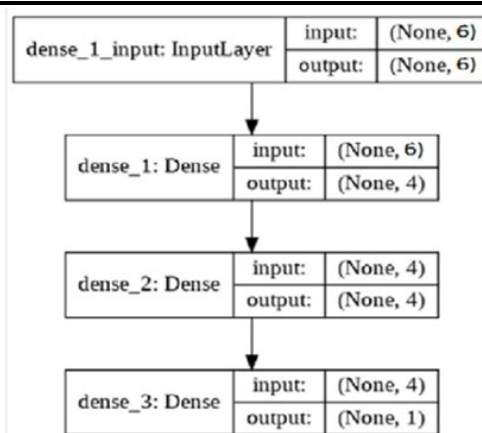 dense_1_input: InputLayer input: (None, 6)
output: (None, 6)
dense_1: Dense input: (None, 6)
output: (None, 4)
dense_2: Dense input: (None, 4)
output: (None, 4)
dense_3: Dense input: (None, 4)
output: (None, 1)